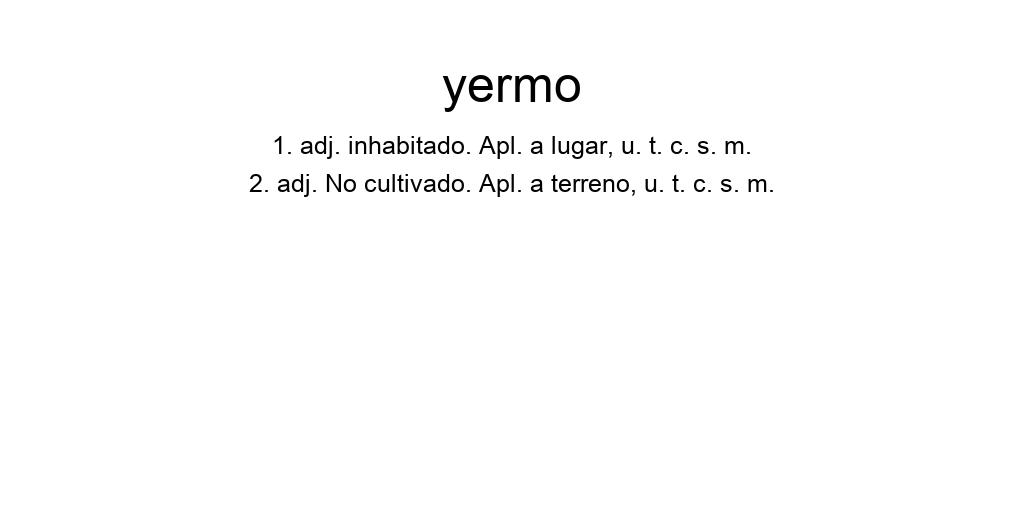 yermo
1. adj. inhabitado. Apl. a lugar, u. t. c. s. m.
2. adj. No cultivado. Apl. a terreno, u. t. c. s. m.